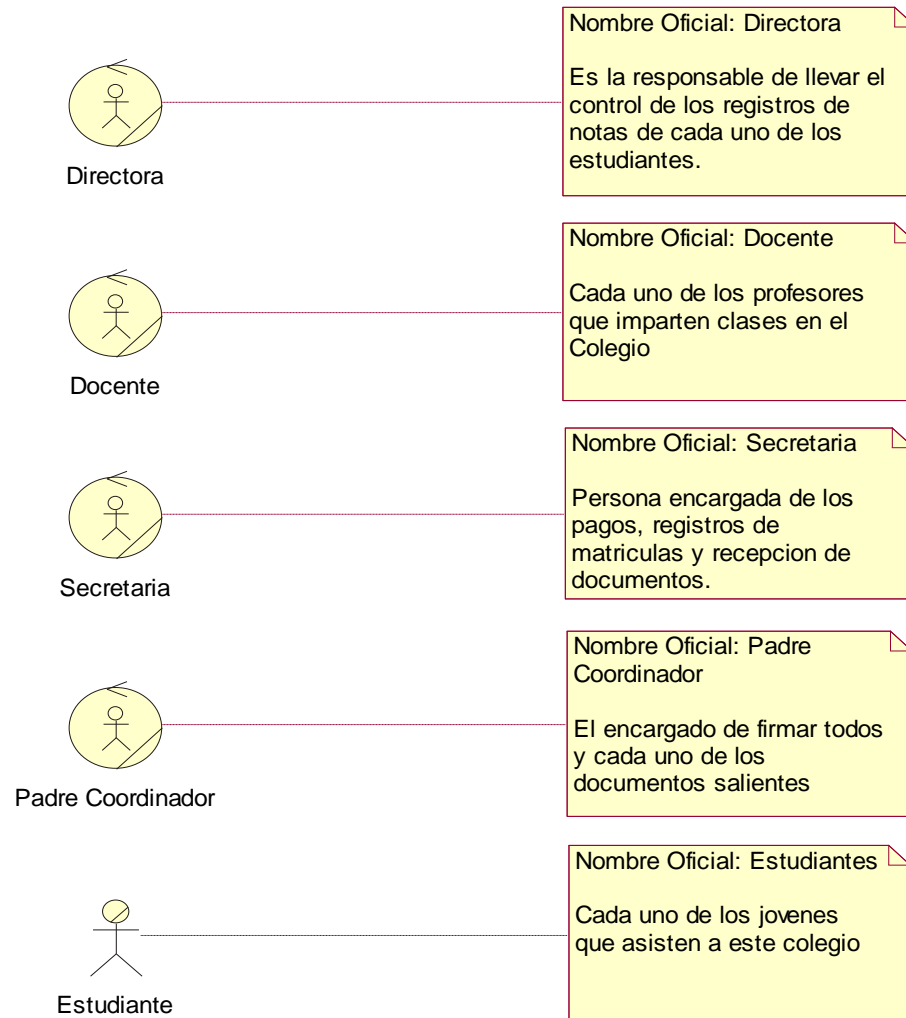 Directora
Nombre Oficial: Directora
Es la responsable de llevar el
control de los registros de
notas de cada uno de los
estudiantes.
Docente
Nombre Oficial: Docente
Cada uno de los profesores
que imparten clases en el
Colegio
Secretaria
Nombre Oficial: Secretaria
Persona encargada de los
pagos, registros de
matriculas y recepcion de
documentos.
Padre Coordinador
Nombre Oficial: Padre
Coordinador
El encargado de firmar todos
y cada uno de los
documentos salientes
Estudiante
Nombre Oficial: Estudiantes
Cada uno de los jovenes
que asisten a este colegio